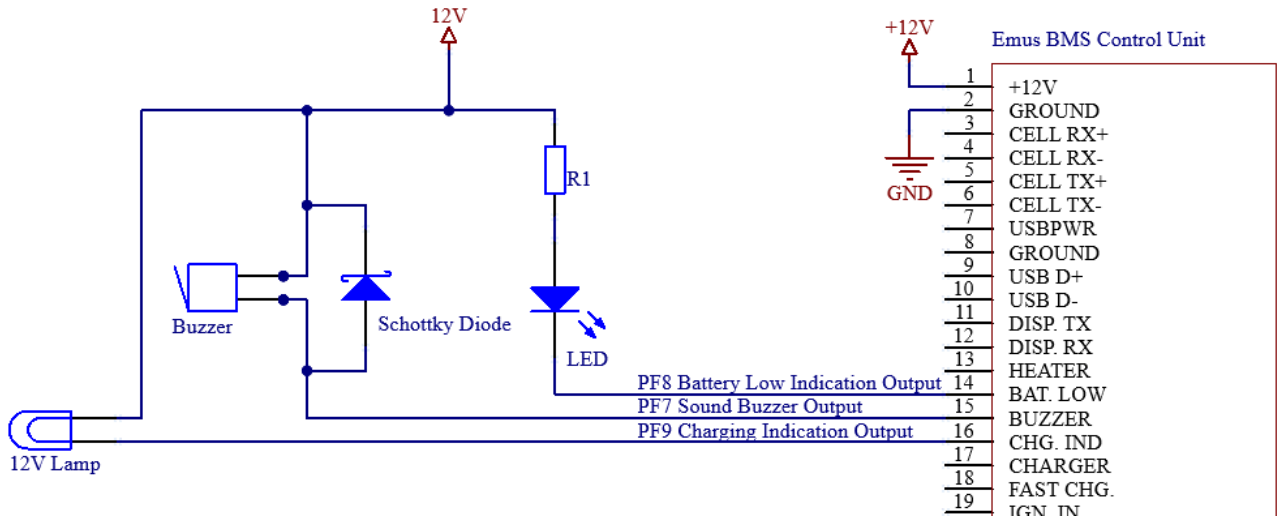 12V
+12V
Emus BMS Control Unit
1
+12V
2
GROUND
3
CELL RX+
4
CELL RX-
5
CELL TX+
6
CELL TX-
7
USBPWR
8
GROUND
9
USB D+
10
USB D-
11
DISP. TX
12
DISP. RX
13
HEATER
PF8 Battery Low Indication Output
14
BAT. LOW
PF7 Sound Buzzer Output
15
BUZZER
PF9 Charging Indication Output
16
CHG. IND
17
CHARGER
18
FAST CHG.
19
IGN. IN
GND
R1
Buzzer
Schottky Diode
LED
12V Lamp